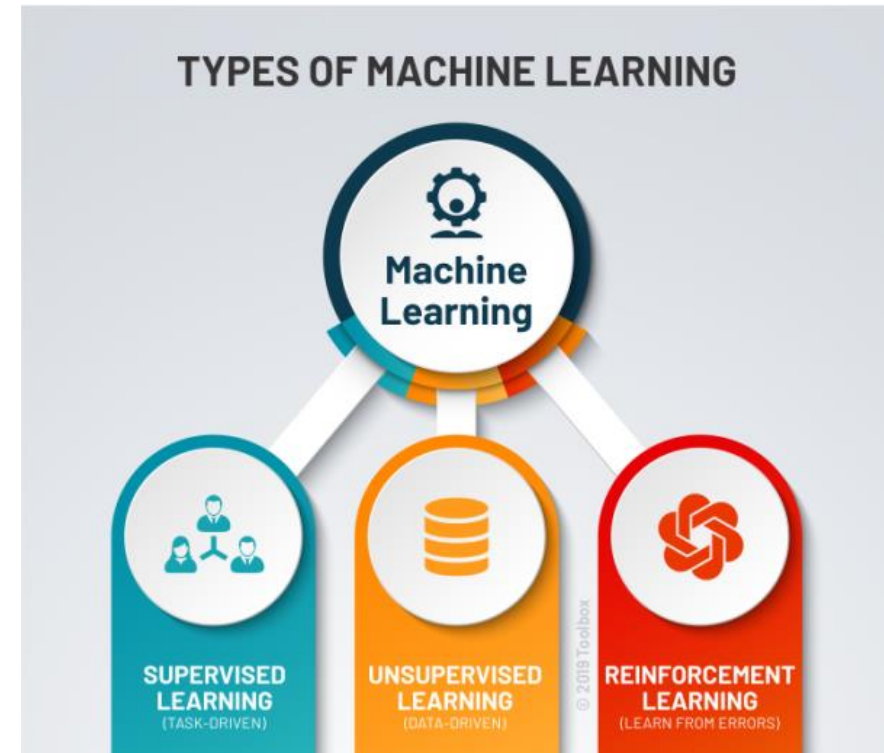 TYPES OF MACHINE LEARNING
Machine
Learning
SUPERVISED
LEARNING
(TASK-DRIVEN)
UNSUPERVISED
LEARNING
(DATA-DRIVEN)
© 2019 Toolbox
REINFORCEMENT
LEARNING
(LEARN FROM ERRORS)